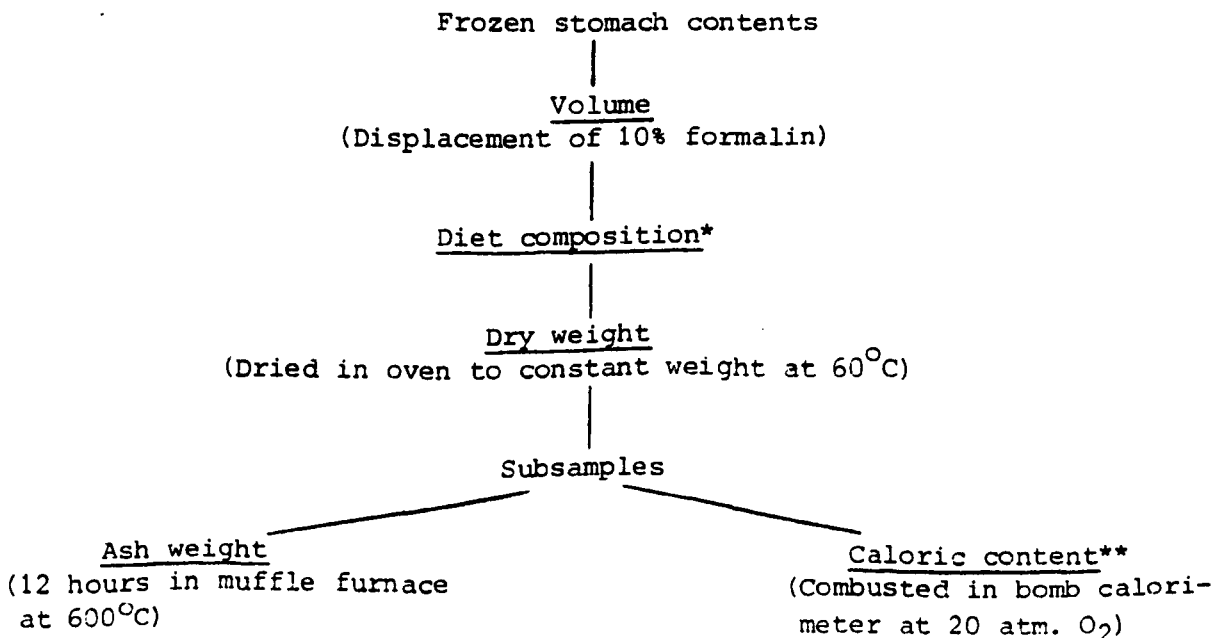 Frozen stomach contents
Volume
(Displacement of 10% formalin)
Diet composition*
Dry weight
(Dried in oven to constant weight at 60°C)
Subsamples
Ash weight
(12 hours in muffle furnace
at 600°C)
Caloric content**
(Combusted in bomb calori-
meter at 20 atm. O2)